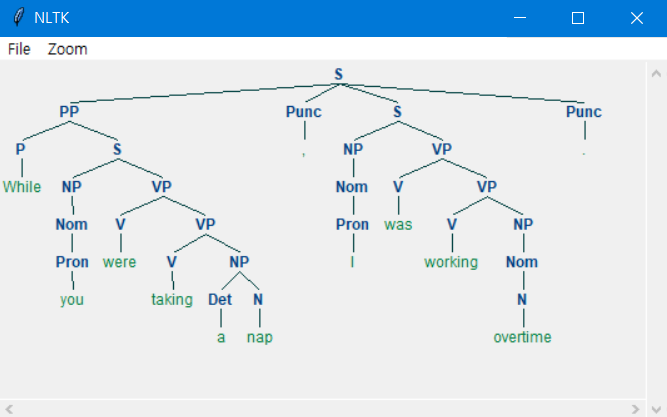 NLTK
File Zoom
S
PP Punc S Punc
P S , NP VP .
While NP VP Nom V VP
Nom V VP Pron was V NP
Pron were V NP I working Nom
you taking Det N N
a nap overtime